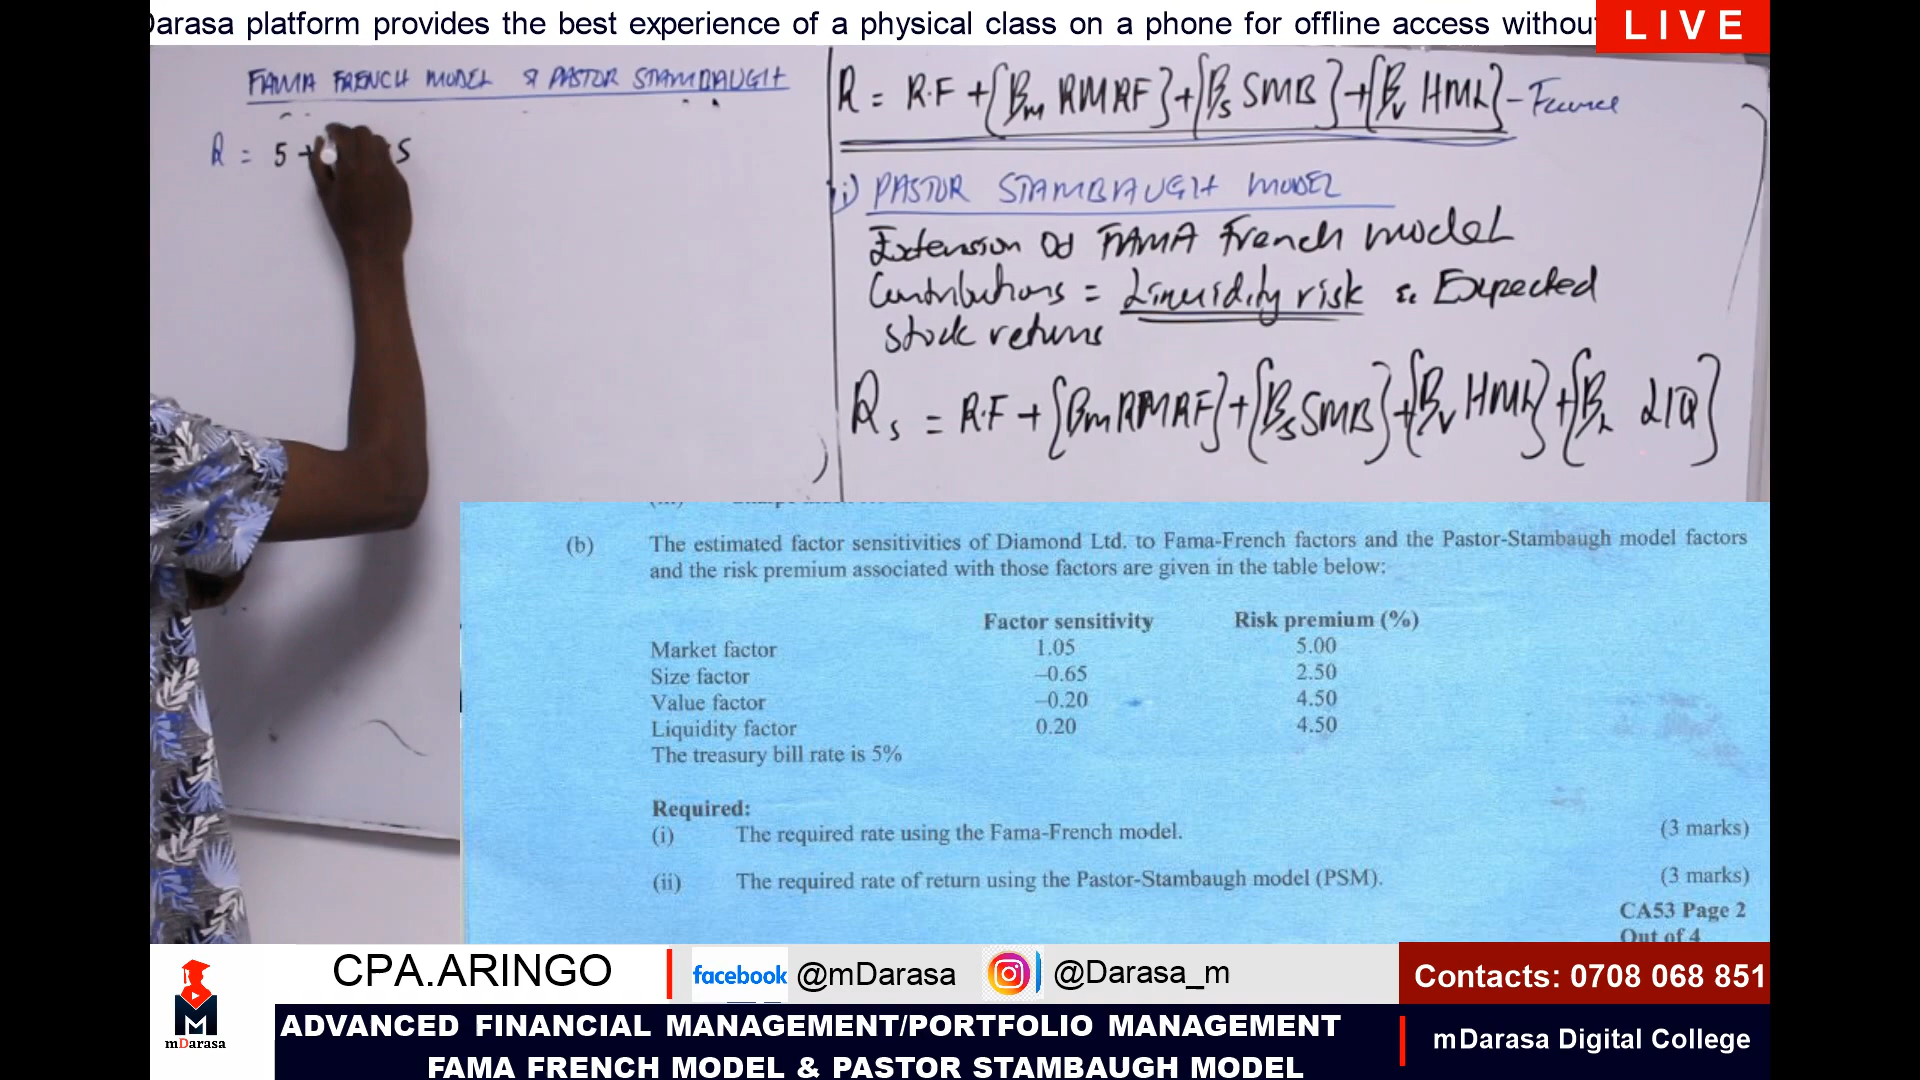 Darasa platform provides the best experience of a physical class on a phone for offline access withou
LIVE
FAMA FRENCH MODEL & PASTOR STAMBAUGH
R = 5 + 5
R = R.F + [βm RMRF] + [βs SMB] + [βv HML] - Fama
i) PASTOR STAMBAUGH MODEL
Extension of FAMA French model
Contributions = Liquidity risk & Expected
stock returns
Rs = R.F + [βm RMRF] + [βs SMB] + [βv HML] + [βL LIQ]
(b) The estimated factor sensitivities of Diamond Ltd. to Fama-French factors and the Pastor-Stambaugh model factors
and the risk premium associated with those factors are given in the table below:
Factor sensitivity Risk premium (%)
Market factor 1.05 5.00
Size factor –0.65 2.50
Value factor –0.20 4.50
Liquidity factor 0.20 4.50
The treasury bill rate is 5%
Required:
(i) The required rate using the Fama-French model. (3 marks)
(ii) The required rate of return using the Pastor-Stambaugh model (PSM). (3 marks)
CA53 Page 2
Out of 4
CPA.ARINGO
facebook @mDarasa
@Darasa_m
Contacts: 0708 068 851
mDarasa
ADVANCED FINANCIAL MANAGEMENT/PORTFOLIO MANAGEMENT
FAMA FRENCH MODEL & PASTOR STAMBAUGH MODEL
mDarasa Digital College